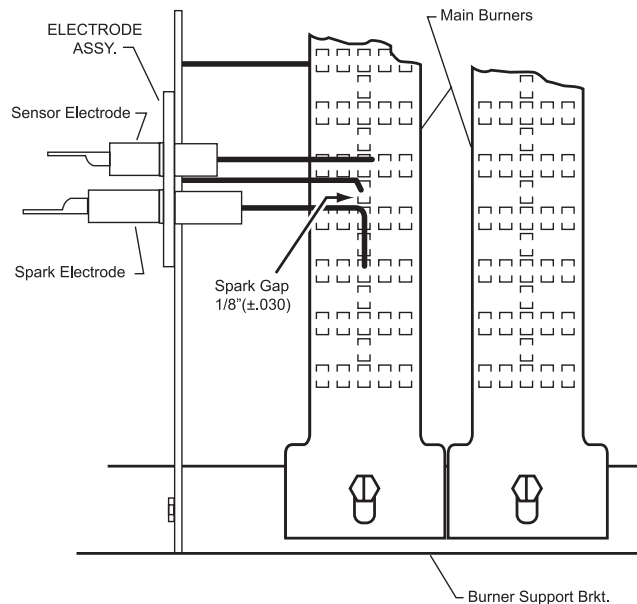 ELECTRODE
ASSY.
Main Burners
Sensor Electrode
Spark Electrode
Spark Gap
1/8"(±.030)
Burner Support Brkt.